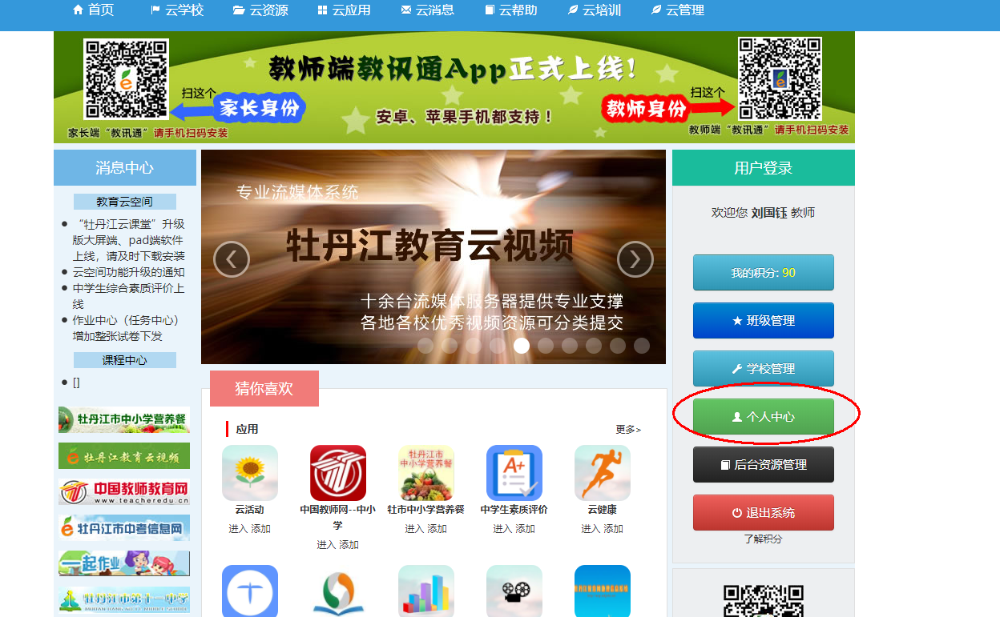 首页 云学校 云资源 云应用 云消息 云帮助 云培训 云管理
教师端教讯通App正式上线!
扫这个
家长身份
安卓、苹果手机都支持！
扫这个
教师身份
家长端“教讯通”请手机扫码安装
教师端“教讯通”请手机扫码安装
消息中心
教育云空间
“牡丹江云课堂”升级
版大屏端、pad端软件
上线，请及时下载安装
云空间功能升级的通知
中学生综合素质评价上
线
作业中心（任务中心）
增加整张试卷下发
课程中心
[]
牡丹江市中小学营养餐
牡丹江教育云视频
中国教师教育网
www.teacheredu.cn
牡丹江市中考信息网
一起作业
牡丹江市第十一中学
专业流媒体系统
牡丹江教育云视频
十余台流媒体服务器提供专业支撑
各地各校优秀视频资源可分类提交
猜你喜欢
应用
更多>
牡丹江市
中小学营养餐
A+
云活动
中国教师网--中小
学
牡市中小学营养餐
中学生素质评价
云健康
进入 添加
进入 添加
进入 添加
进入 添加
进入 添加
用户登录
欢迎您 刘国钰 教师
我的积分: 90
班级管理
学校管理
个人中心
后台资源管理
退出系统
了解积分